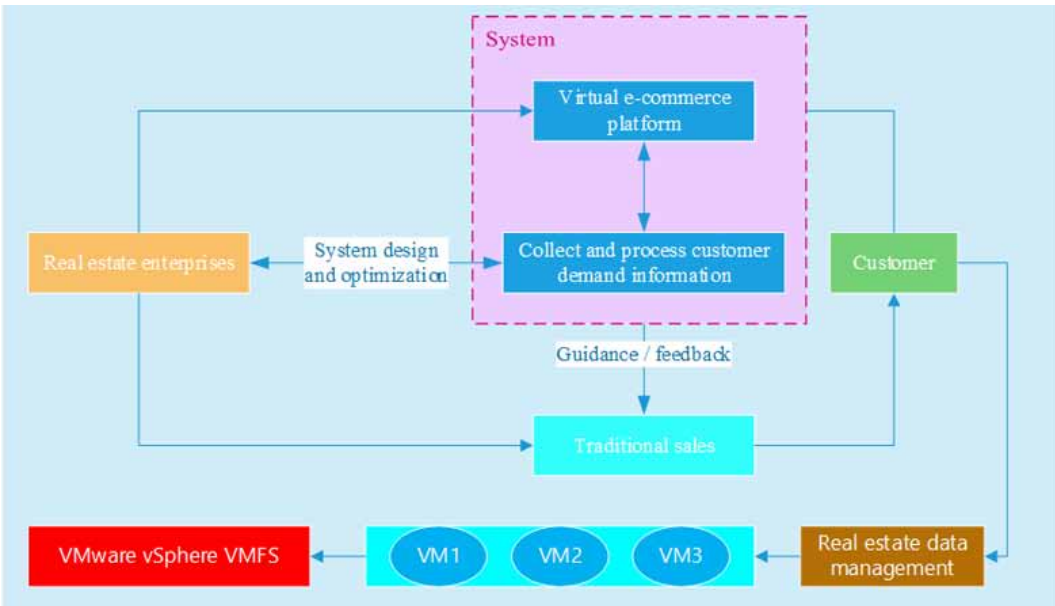 System
Virtual e-commerce
platform
Real estate enterprises
System design
and optimization
Collect and process customer
demand information
Customer
Guidance / feedback
Traditional sales
VMware vSphere VMFS
VM1
VM2
VM3
Real estate data
management